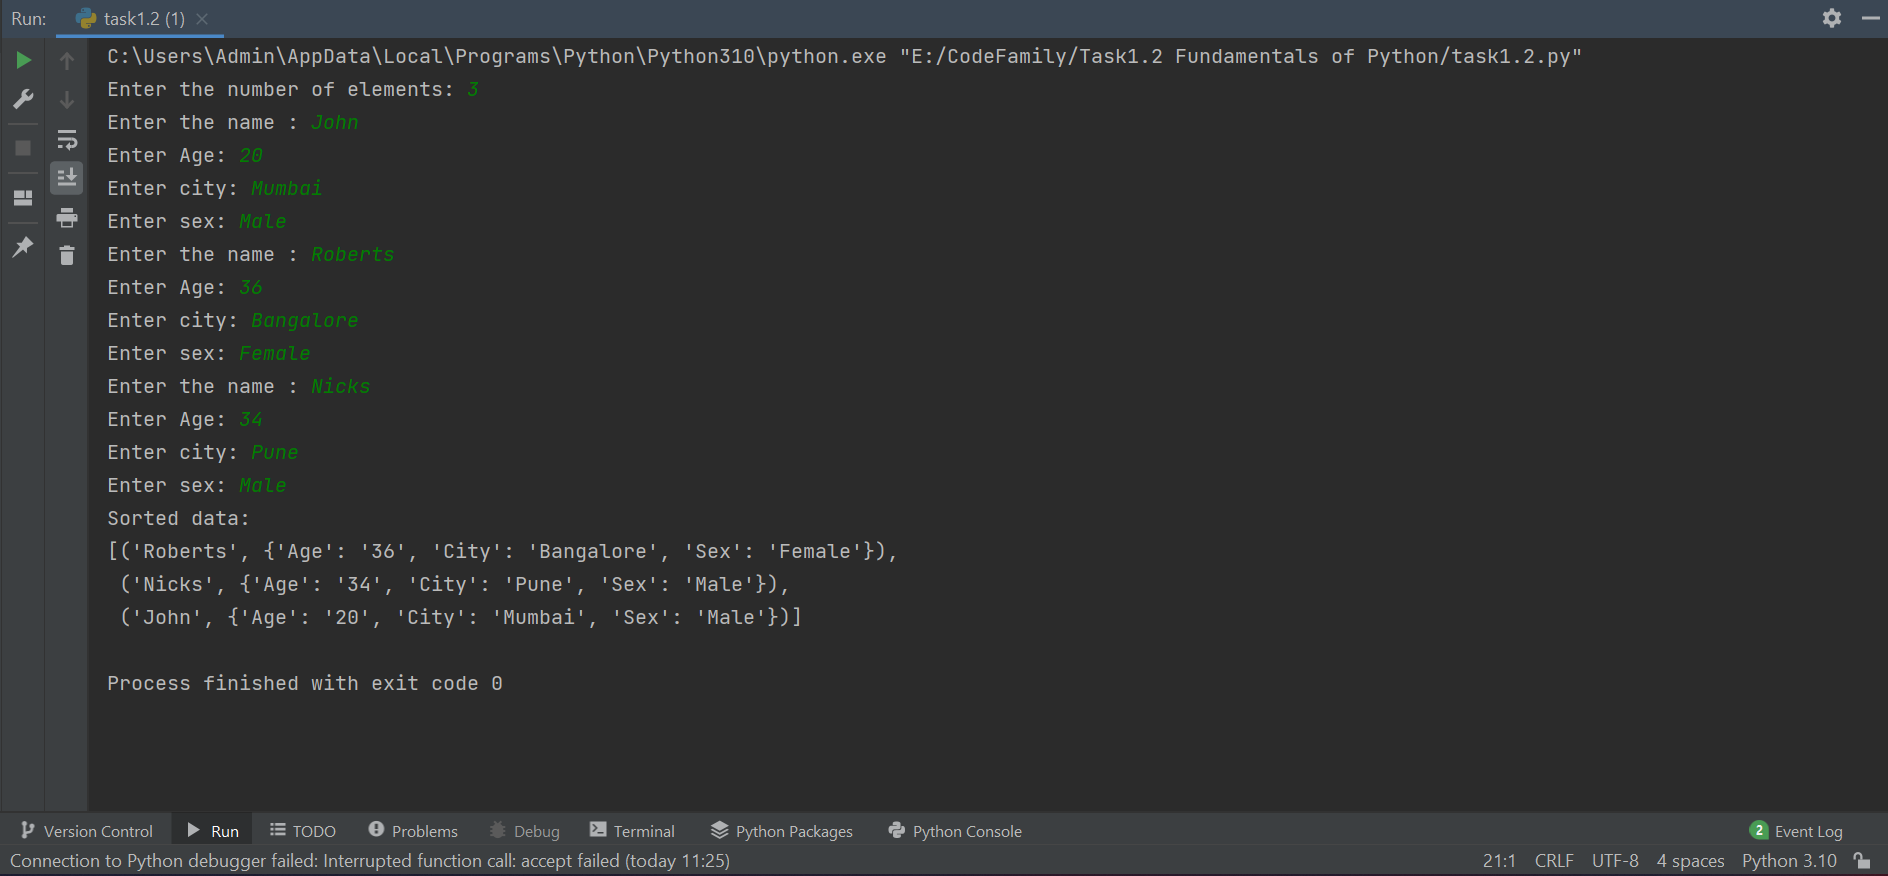 Run: task1.2 (1)
C:\Users\Admin\AppData\Local\Programs\Python\Python310\python.exe "E:/CodeFamily/Task1.2 Fundamentals of Python/task1.2.py"
Enter the number of elements: 3
Enter the name : John
Enter Age: 20
Enter city: Mumbai
Enter sex: Male
Enter the name : Roberts
Enter Age: 36
Enter city: Bangalore
Enter sex: Female
Enter the name : Nicks
Enter Age: 34
Enter city: Pune
Enter sex: Male
Sorted data:
[('Roberts', {'Age': '36', 'City': 'Bangalore', 'Sex': 'Female'}),
 ('Nicks', {'Age': '34', 'City': 'Pune', 'Sex': 'Male'}),
 ('John', {'Age': '20', 'City': 'Mumbai', 'Sex': 'Male'})]
Process finished with exit code 0
Version Control Run TODO Problems Debug Terminal Python Packages Python Console 2 Event Log
Connection to Python debugger failed: Interrupted function call: accept failed (today 11:25) 21:1 CRLF UTF-8 4 spaces Python 3.10